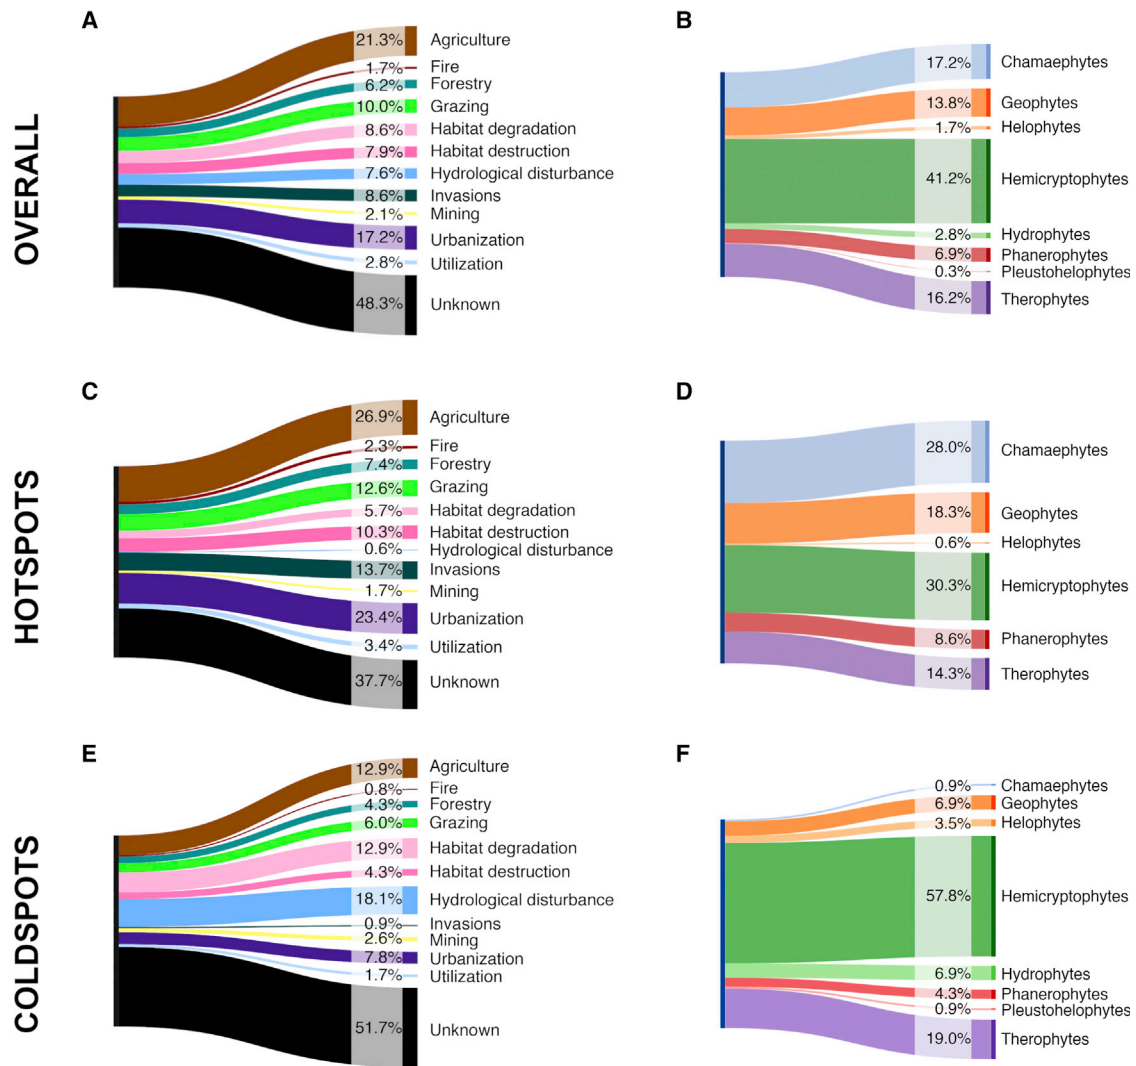 OVERALL
A
21.3% Agriculture
1.7% Fire
6.2% Forestry
10.0% Grazing
8.6% Habitat degradation
7.9% Habitat destruction
7.6% Hydrological disturbance
8.6% Invasions
2.1% Mining
17.2% Urbanization
2.8% Utilization
48.3% Unknown
B
17.2% Chamaephytes
13.8% Geophytes
1.7% Helophytes
41.2% Hemicryptophytes
2.8% Hydrophytes
6.9% Phanerophytes
0.3% Pleustohelophytes
16.2% Therophytes
HOTSPOTS
C
26.9% Agriculture
2.3% Fire
7.4% Forestry
12.6% Grazing
5.7% Habitat degradation
10.3% Habitat destruction
0.6% Hydrological disturbance
13.7% Invasions
1.7% Mining
23.4% Urbanization
3.4% Utilization
37.7% Unknown
D
28.0% Chamaephytes
18.3% Geophytes
0.6% Helophytes
30.3% Hemicryptophytes
8.6% Phanerophytes
14.3% Therophytes
COLDSPOTS
E
12.9% Agriculture
0.8% Fire
4.3% Forestry
6.0% Grazing
12.9% Habitat degradation
4.3% Habitat destruction
18.1% Hydrological disturbance
0.9% Invasions
2.6% Mining
7.8% Urbanization
1.7% Utilization
51.7% Unknown
F
0.9% Chamaephytes
6.9% Geophytes
3.5% Helophytes
57.8% Hemicryptophytes
6.9% Hydrophytes
4.3% Phanerophytes
0.9% Pleustohelophytes
19.0% Therophytes